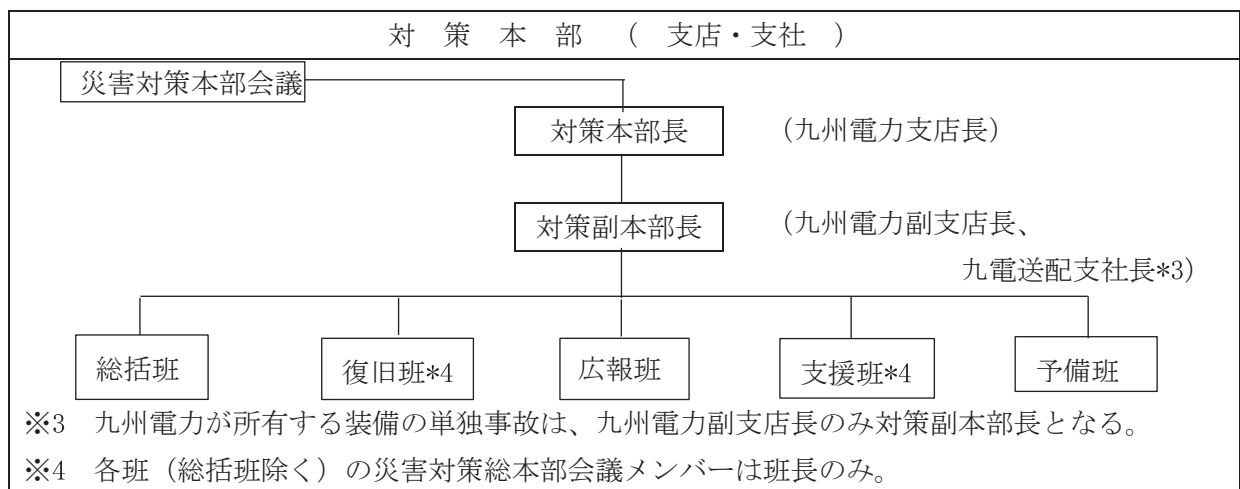 対 策 本 部 （ 支店・支社 ）
災害対策本部会議
対策本部長 （九州電力支店長）
対策副本部長 （九州電力副支店長、
九電送配支社長*3）
総括班 復旧班*4 広報班 支援班*4 予備班
※3 九州電力が所有する装備の単独事故は、九州電力副支店長のみ対策副本部長となる。
※4 各班（総括班除く）の災害対策総本部会議メンバーは班長のみ。